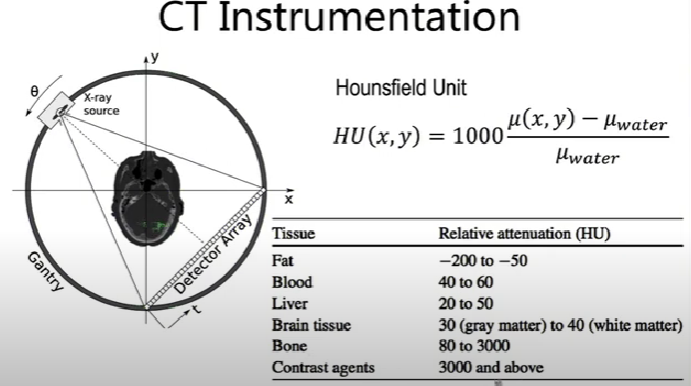 CT Instrumentation
y
θ
X-ray
source
x
Gantry
Detector Array
t
Hounsfield Unit
HU(x, y) = 1000 (μ(x, y) − μwater) / μwater
Tissue Relative attenuation (HU)
Fat −200 to −50
Blood 40 to 60
Liver 20 to 50
Brain tissue 30 (gray matter) to 40 (white matter)
Bone 80 to 3000
Contrast agents 3000 and above